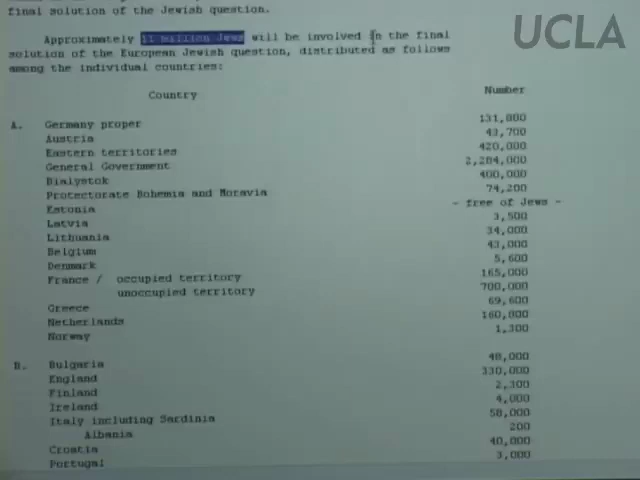 UCLA
final solution of the Jewish question.
Approximately 11 million Jews will be involved in the final
solution of the European Jewish question, distributed as follows
among the individual countries:
Country Number
A. Germany proper 131,800
Austria 43,700
Eastern territories 420,000
General Government 2,284,000
Bialystok 400,000
Protectorate Bohemia and Moravia 74,200
Estonia - free of Jews -
Latvia 3,500
Lithuania 34,000
Belgium 43,000
Denmark 5,600
France / occupied territory 165,000
unoccupied territory 700,000
Greece 69,600
Netherlands 160,800
Norway 1,300
B. Bulgaria 48,000
England 330,000
Finland 2,300
Ireland 4,000
Italy including Sardinia 58,000
Albania 200
Croatia 40,000
Portugal 3,000